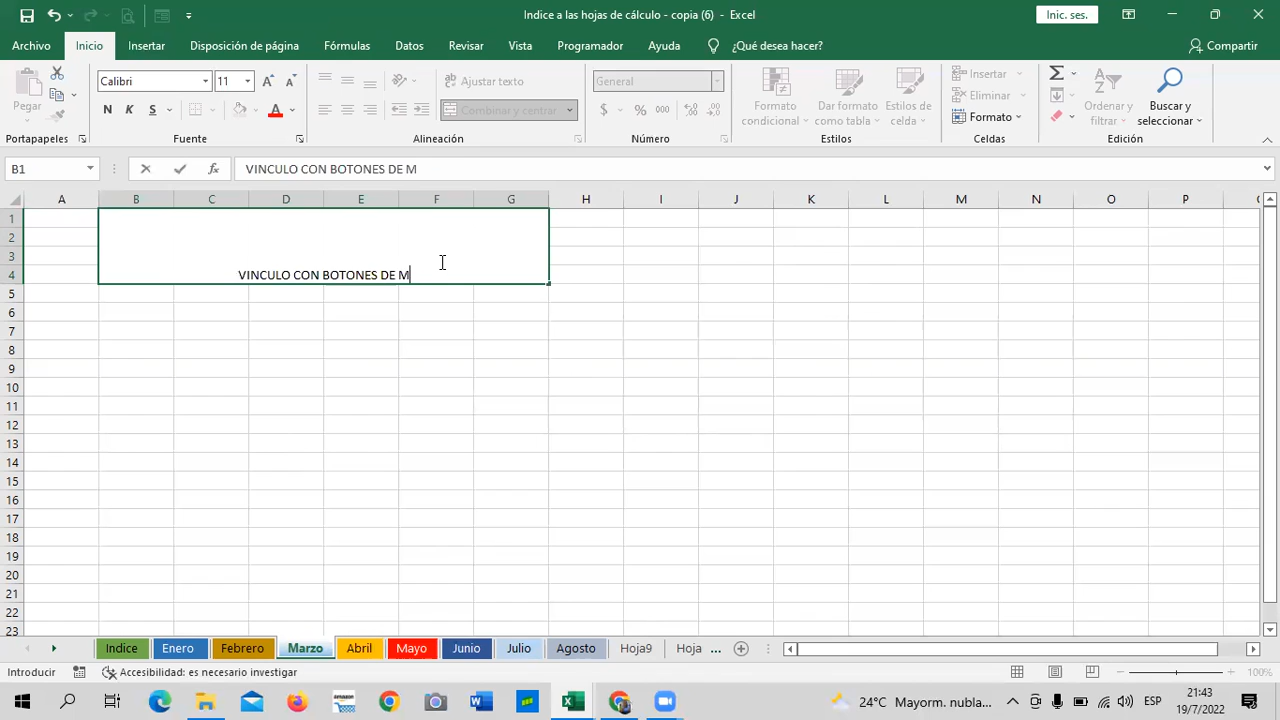 Indice a las hojas de cálculo - copia (6) - Excel
Inic. ses.
Archivo Inicio Insertar Disposición de página Fórmulas Datos Revisar Vista Programador Ayuda ¿Qué desea hacer? Compartir
Pegar
Calibri 11
Ajustar texto
General
Insertar
N K S
Combinar y centrar
$ % 000
Eliminar
Formato
Formato condicional
Dar formato como tabla
Estilos de celda
Ordenar y filtrar
Buscar y seleccionar
Portapapeles Fuente Alineación Número Estilos Celdas Edición
B1 fx VINCULO CON BOTONES DE M
A B C D E F G H I J K L M N O P
1
2
3
4 VINCULO CON BOTONES DE M
5
6
7
8
9
10
11
12
13
14
15
16
17
18
19
20
21
22
23
Indice Enero Febrero Marzo Abril Mayo Junio Julio Agosto Hoja9 Hoja ...
Introducir Accesibilidad: es necesario investigar 100%
24°C Mayorm. nubla... ESP 21:43
19/7/2022